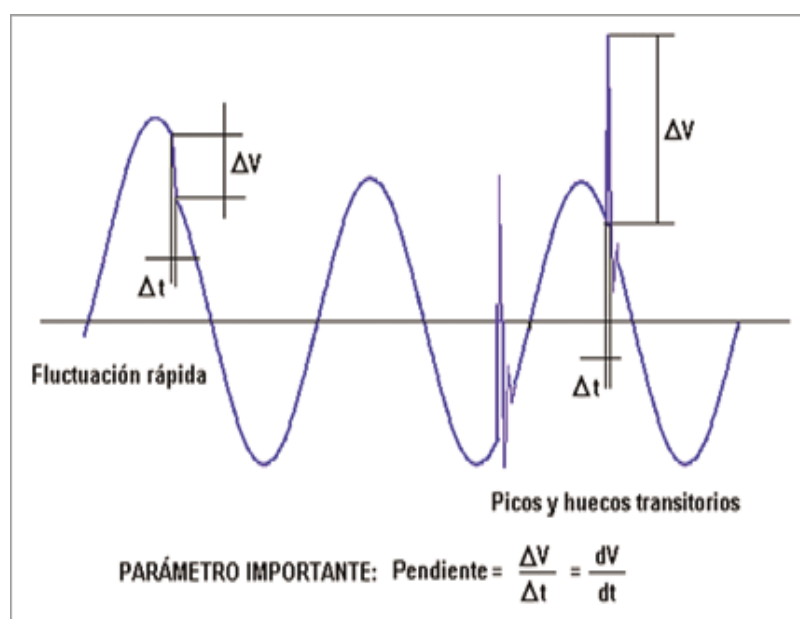 ΔV
ΔV
Δt
Fluctuación rápida
Δt
Picos y huecos transitorios
PARÁMETRO IMPORTANTE: Pendiente = ΔV/Δt = dV/dt